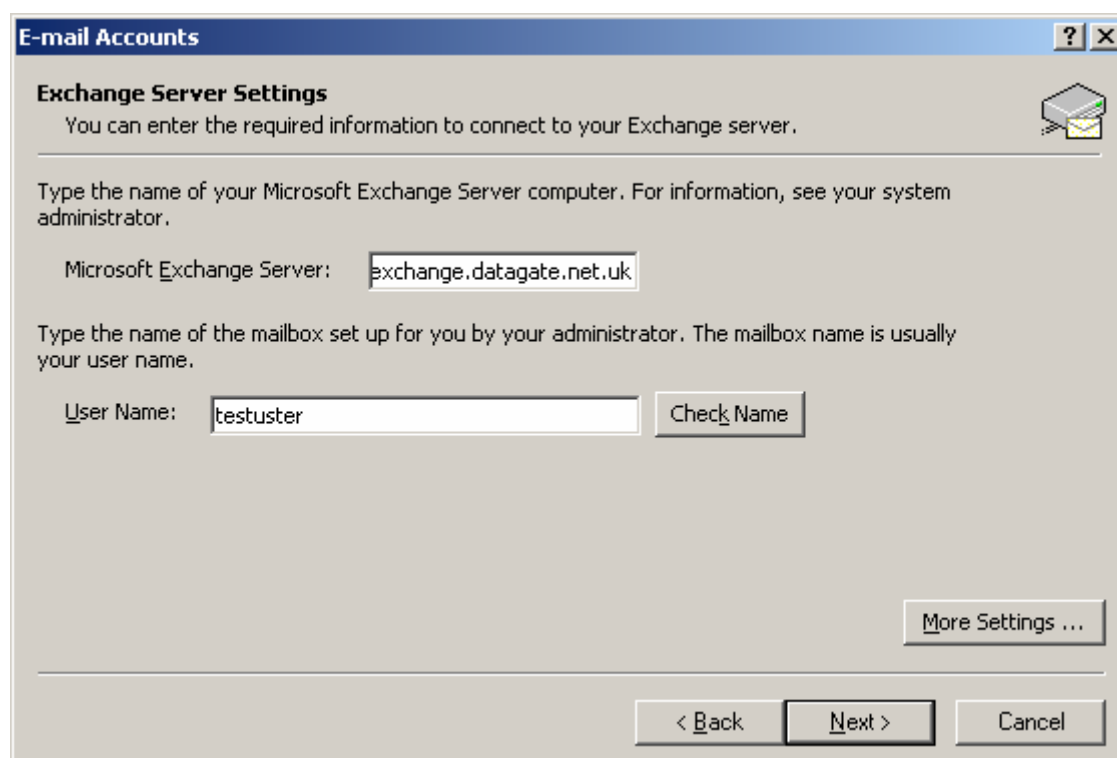 E-mail Accounts
Exchange Server Settings
You can enter the required information to connect to your Exchange server.
Type the name of your Microsoft Exchange Server computer. For information, see your system
administrator.
Microsoft Exchange Server: exchange.datagate.net.uk
Type the name of the mailbox set up for you by your administrator. The mailbox name is usually
your user name.
User Name: testuster Check Name
More Settings ...
< Back Next > Cancel